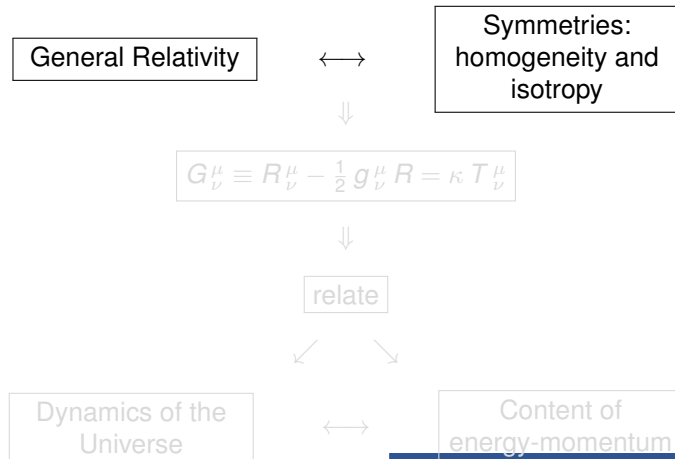 General Relativity ⟷ Symmetries:
homogeneity and
isotropy
⇓
G^μ_ν ≡ R^μ_ν − 1/2 g^μ_ν R = κ T^μ_ν
⇓
relate
↙ ↘
Dynamics of the
Universe
⟷
Content of
energy-momentum